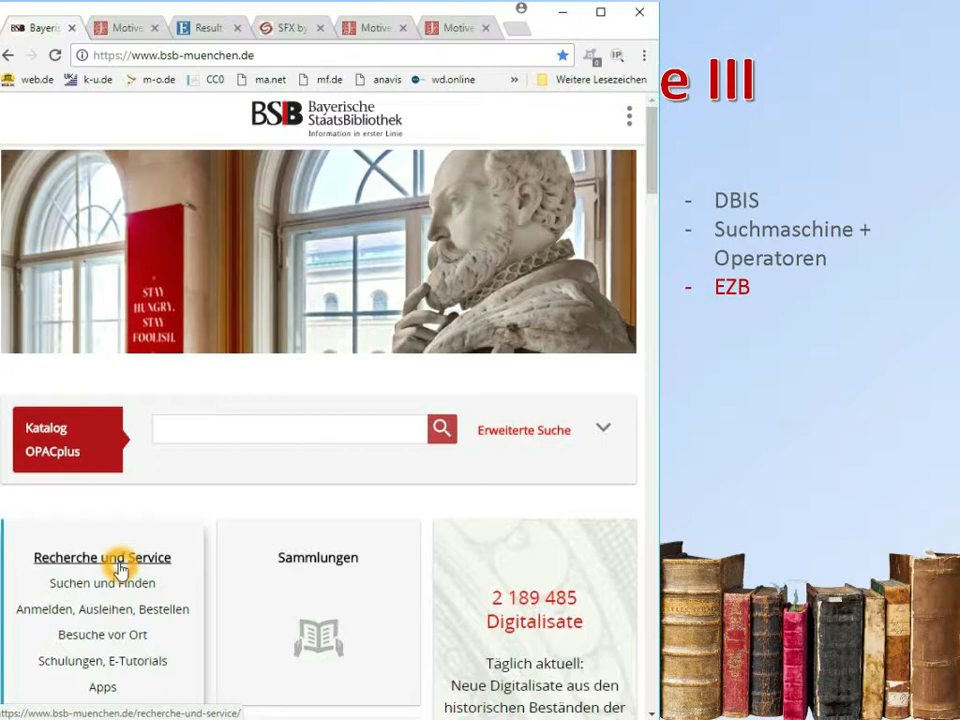 BSB Bayeris
Motive
E Result
SFX by
Motive
Motive
https://www.bsb-muenchen.de
IP
0
web.de
k-u.de
m-o.de
CC0
ma.net
mf.de
anavis
wd.online
»
Weitere Lesezeichen
e III
BSB Bayerische
StaatsBibliothek
Information in erster Linie
STAY
HUNGRY.
STAY
FOOLISH.
- DBIS
- Suchmaschine +
Operatoren
- EZB
Katalog
OPACplus
Erweiterte Suche
Recherche und Service
Suchen und Finden
Anmelden, Ausleihen, Bestellen
Besuche vor Ort
Schulungen, E-Tutorials
Apps
Sammlungen
2 189 485
Digitalisate
Täglich aktuell:
Neue Digitalisate aus den
historischen Beständen der
https://www.bsb-muenchen.de/recherche-und-service/